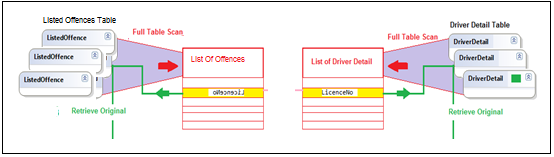 Listed Offences Table
ListedOffence
ListedOffence
ListedOffence
Full Table Scan
List Of Offences
LicenceNo
Retrieve Original
Driver Detail Table
Full Table Scan
List of Driver Detail
LicenceNo
DriverDetail
DriverDetail
DriverDetail
Retrieve Original